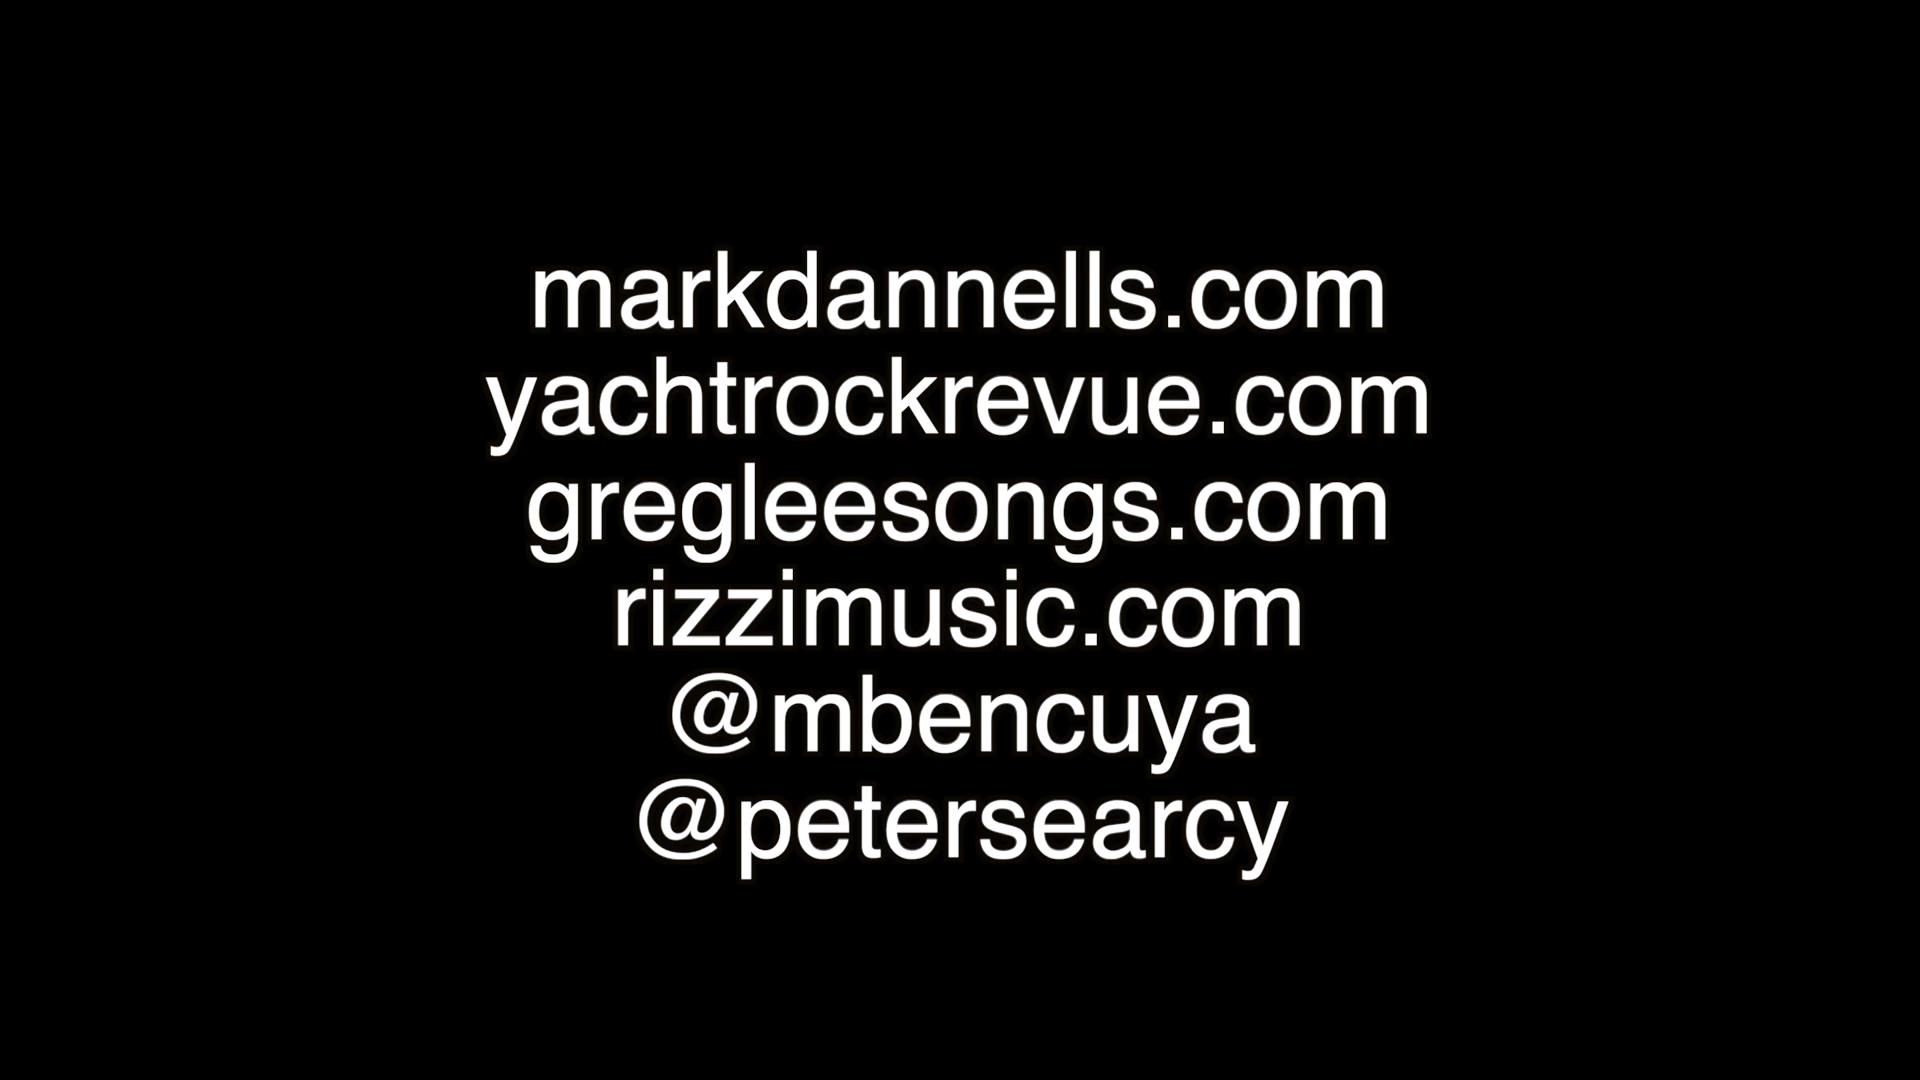 markdannells.com
yachtrockrevue.com
gregleesongs.com
rizzimusic.com
@mbencuya
@petersearcy